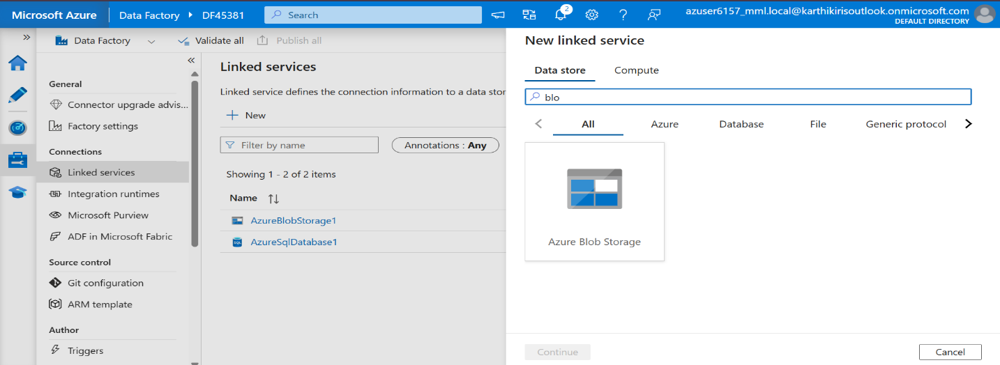 Microsoft Azure
Data Factory
DF45381
Search
2
azuser6157_mml.local@karthikirisoutlook.onmicrosoft.com
DEFAULT DIRECTORY
Data Factory
Validate all
Publish all
General
Connector upgrade advis...
Factory settings
Connections
Linked services
Integration runtimes
Microsoft Purview
ADF in Microsoft Fabric
Source control
Git configuration
ARM template
Author
Triggers
Linked services
Linked service defines the connection information to a data stor
New
Filter by name
Annotations : Any
Showing 1 - 2 of 2 items
Name
AzureBlobStorage1
SQL
AzureSqlDatabase1
New linked service
Data store
Compute
blo
All
Azure
Database
File
Generic protocol
Azure Blob Storage
Continue
Cancel